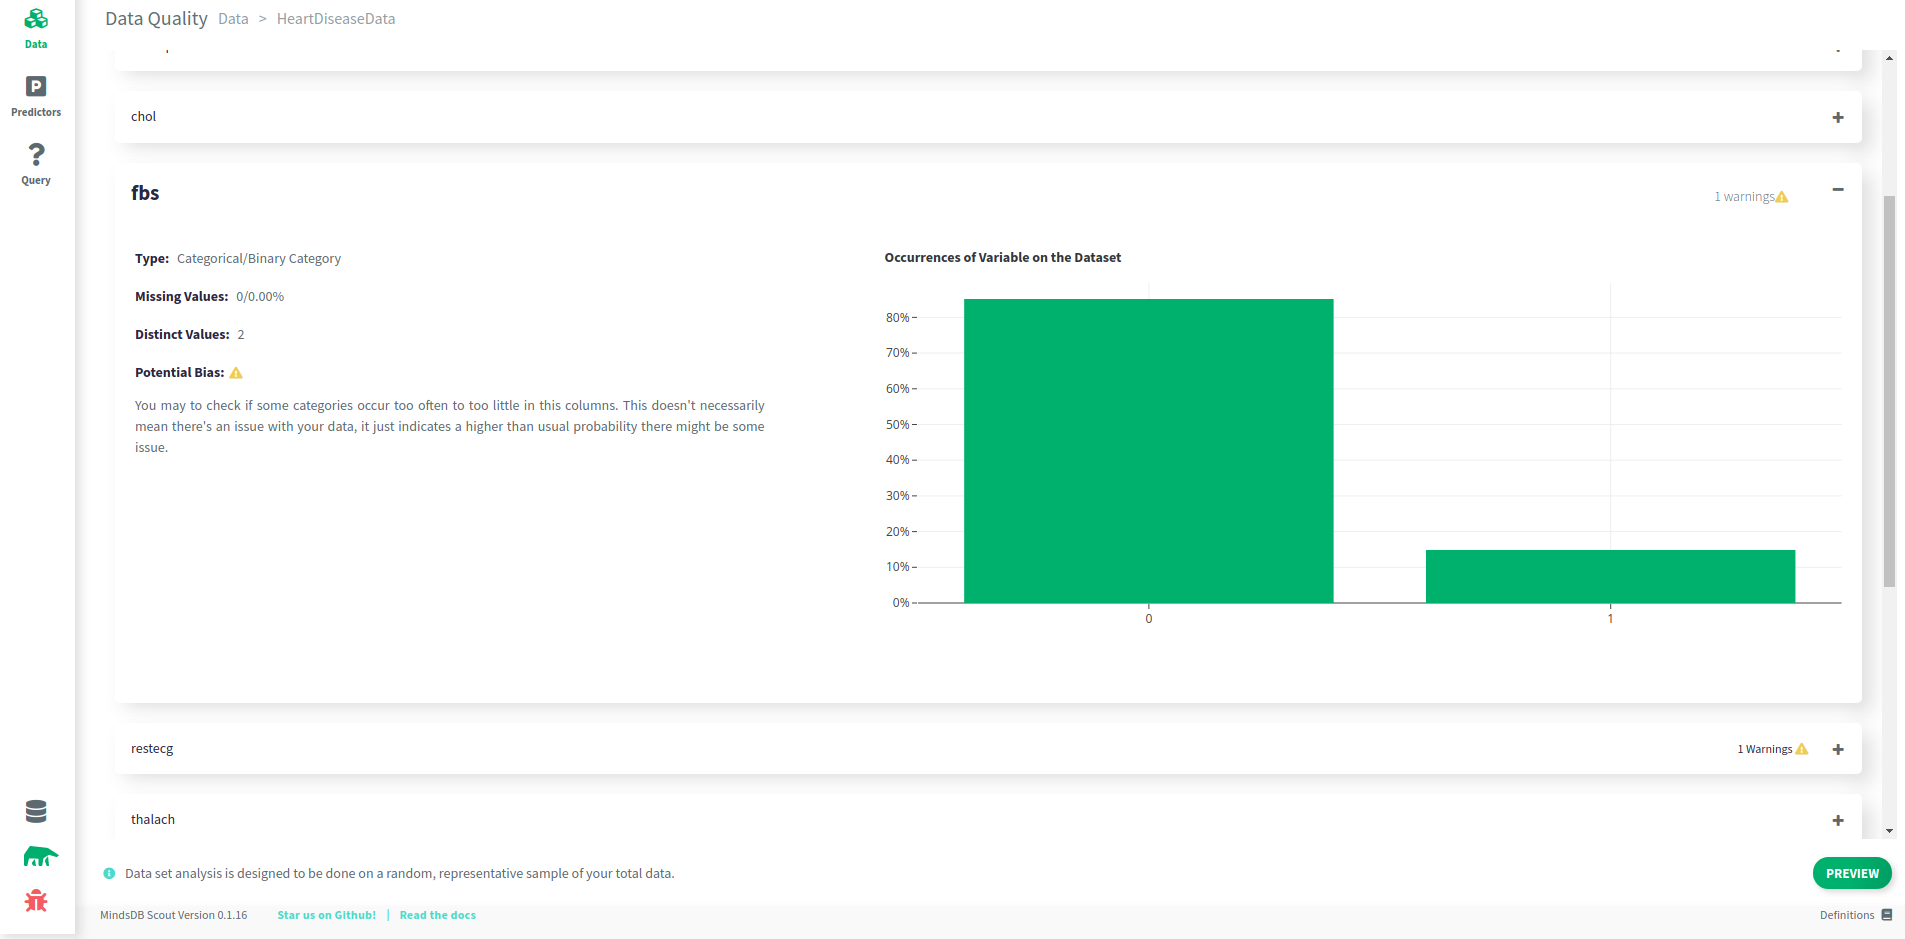 Data Quality Data > HeartDiseaseData
Data
Predictors
Query
chol
fbs
1 warnings
Type: Categorical/Binary Category
Missing Values: 0/0.00%
Distinct Values: 2
Potential Bias:
You may to check if some categories occur too often to too little in this columns. This doesn't necessarily
mean there's an issue with your data, it just indicates a higher than usual probability there might be some
issue.
Occurrences of Variable on the Dataset
80%
70%
60%
50%
40%
30%
20%
10%
0%
0 1
restecg
1 Warnings
thalach
Data set analysis is designed to be done on a random, representative sample of your total data.
PREVIEW
MindsDB Scout Version 0.1.16 Star us on Github! | Read the docs
Definitions